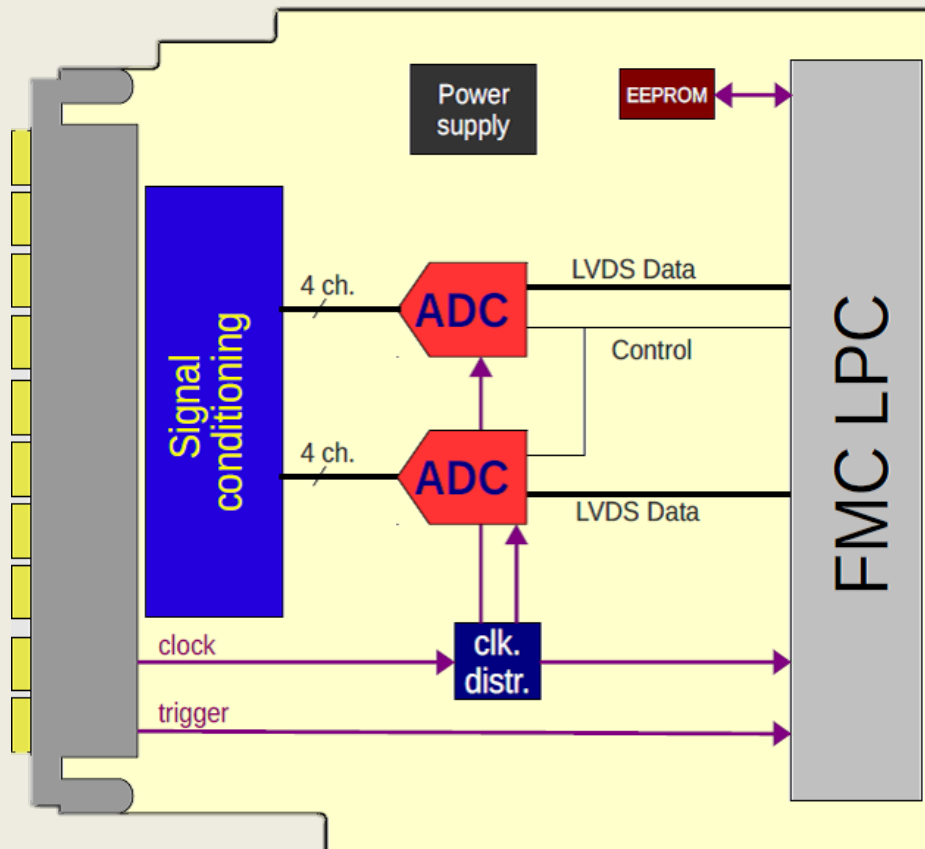 Power
supply
EEPROM
LVDS Data
4 ch.
ADC
Control
Signal
conditioning
FMC LPC
4 ch.
ADC
LVDS Data
clock
clk.
distr.
trigger